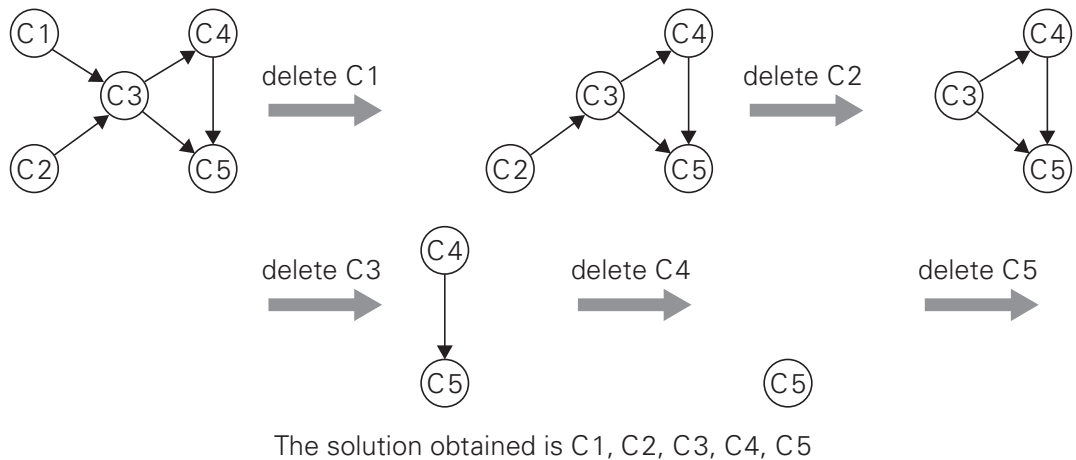 C1 C4 C4 C4
delete C1 delete C2
C3 C3 C3
C2 C5 C2 C5 C5
C4
delete C3 delete C4 delete C5
C5 C5
The solution obtained is C1, C2, C3, C4, C5